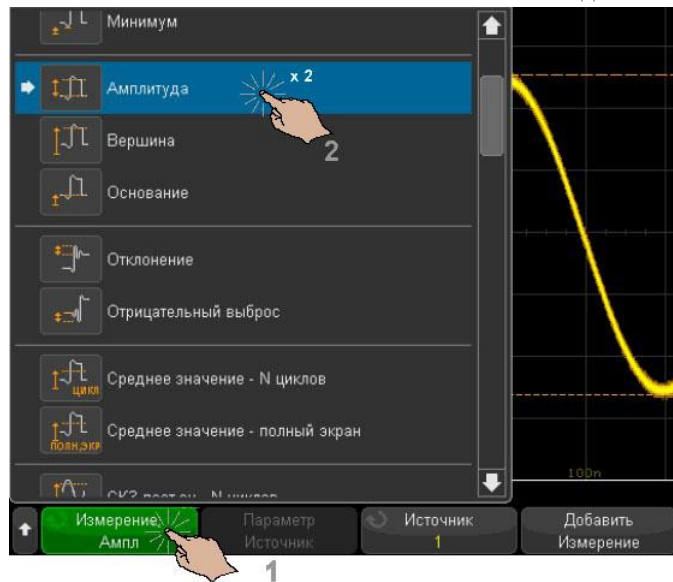 Минимум
Амплитуда
x 2
2
Вершина
Основание
Отклонение
Отрицательный выброс
Среднее значение - N циклов
ЦИКЛ
Среднее значение - полный экран
ПОЛН,ЭКР
100n
Измерение
Ампл
Параметр
Источник
Источник
1
Добавить
Измерение
1